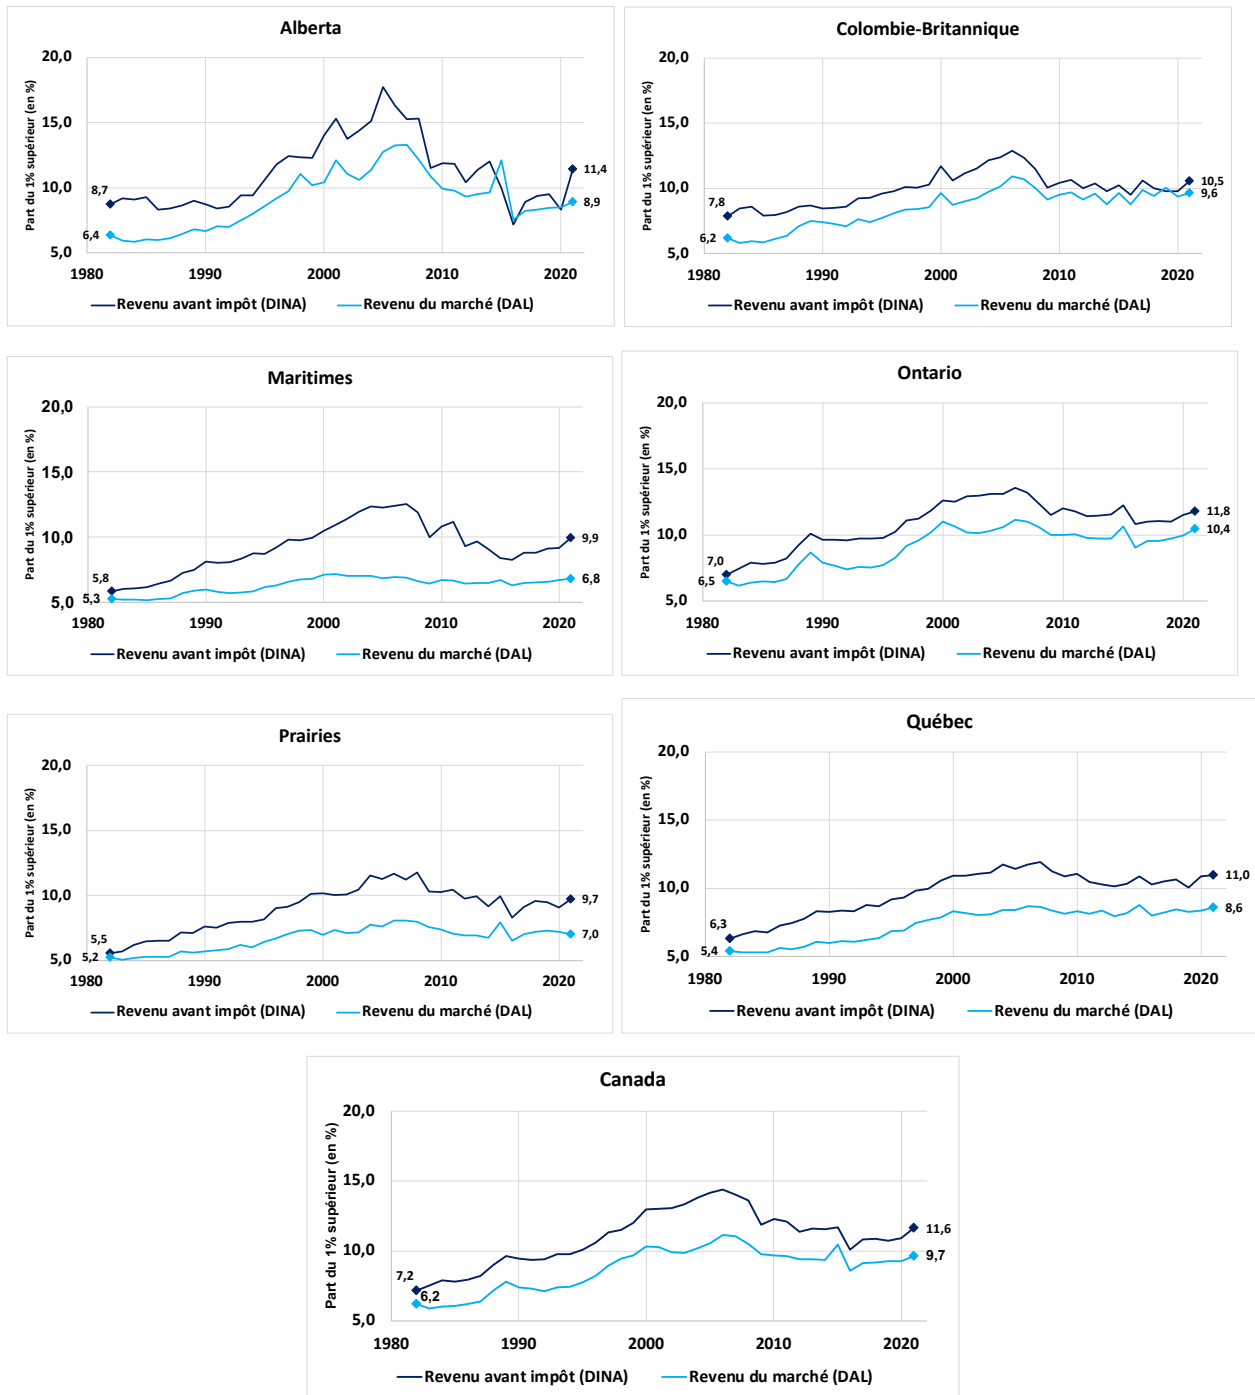 Alberta
Part du 1% supérieur (en %)
20,0
15,0
10,0
5,0
8,7
6,4
11,4
8,9
1980 1990 2000 2010 2020
Revenu avant impôt (DINA) Revenu du marché (DAL)
Colombie-Britannique
Part du 1% supérieur (en %)
20,0
15,0
10,0
5,0
7,8
6,2
10,5
9,6
1980 1990 2000 2010 2020
Revenu avant impôt (DINA) Revenu du marché (DAL)
Maritimes
Part du 1% supérieur (en %)
20,0
15,0
10,0
5,0
5,8
5,3
9,9
6,8
1980 1990 2000 2010 2020
Revenu avant impôt (DINA) Revenu du marché (DAL)
Ontario
Part du 1% supérieur (en %)
20,0
15,0
10,0
5,0
7,0
6,5
11,8
10,4
1980 1990 2000 2010 2020
Revenu avant impôt (DINA) Revenu du marché (DAL)
Prairies
Part du 1% supérieur (en %)
20,0
15,0
10,0
5,0
5,5
5,2
9,7
7,0
1980 1990 2000 2010 2020
Revenu avant impôt (DINA) Revenu du marché (DAL)
Québec
Part du 1% supérieur (en %)
20,0
15,0
10,0
5,0
6,3
5,4
11,0
8,6
1980 1990 2000 2010 2020
Revenu avant impôt (DINA) Revenu du marché (DAL)
Canada
Part du 1% supérieur (en %)
20,0
15,0
10,0
5,0
7,2
6,2
11,6
9,7
1980 1990 2000 2010 2020
Revenu avant impôt (DINA) Revenu du marché (DAL)